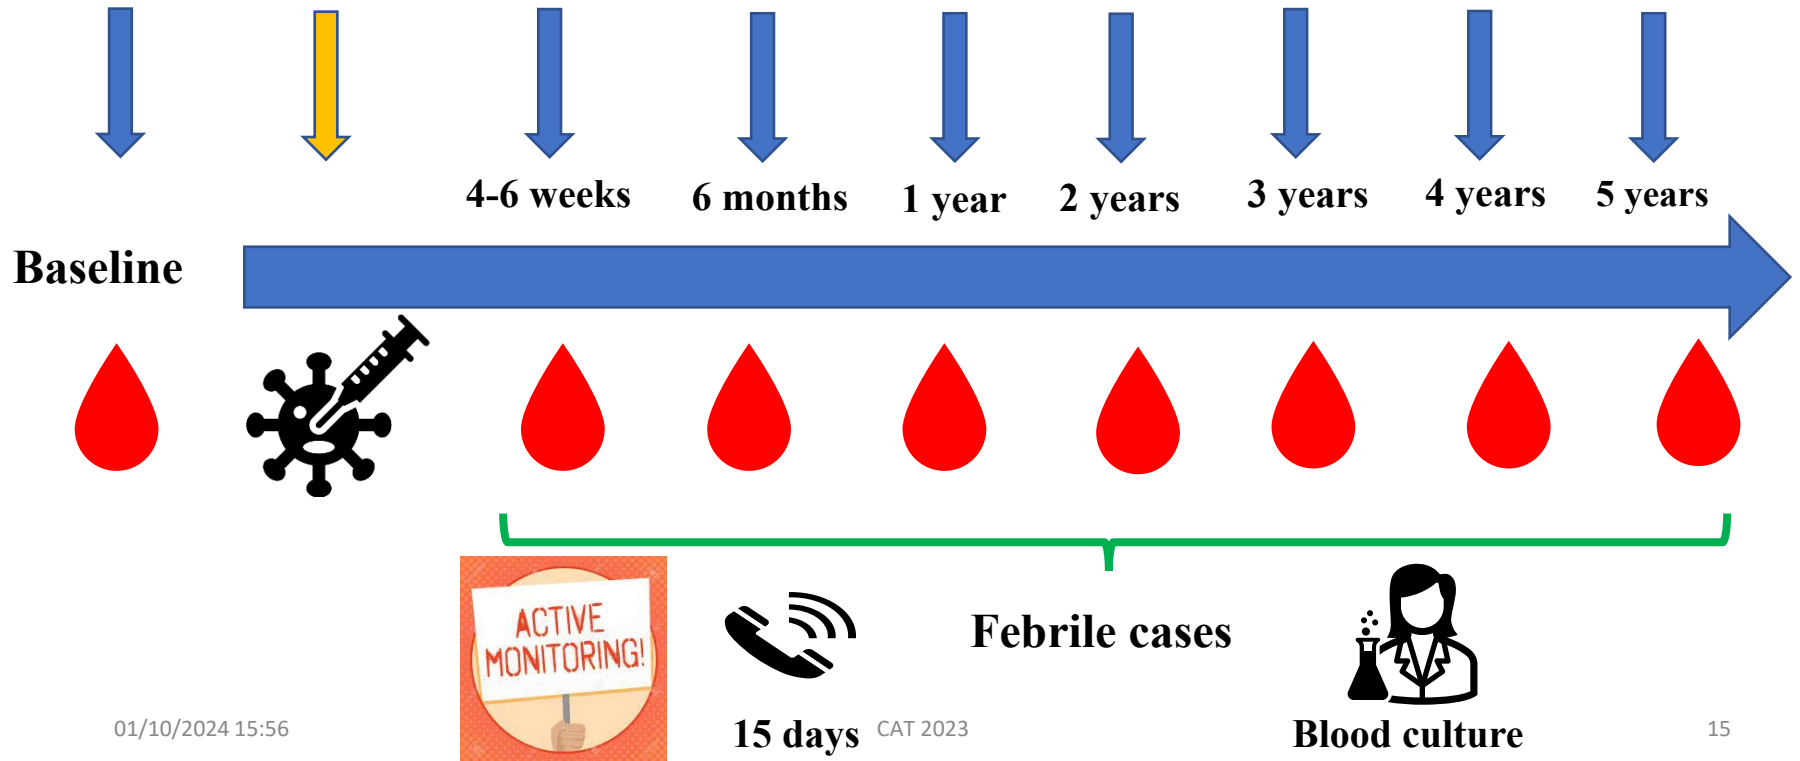 4-6 weeks
6 months
1 year
2 years
3 years
4 years
5 years
Baseline
ACTIVE
MONITORING!
Febrile cases
15 days
Blood culture
01/10/2024 15:56
CAT 2023
15